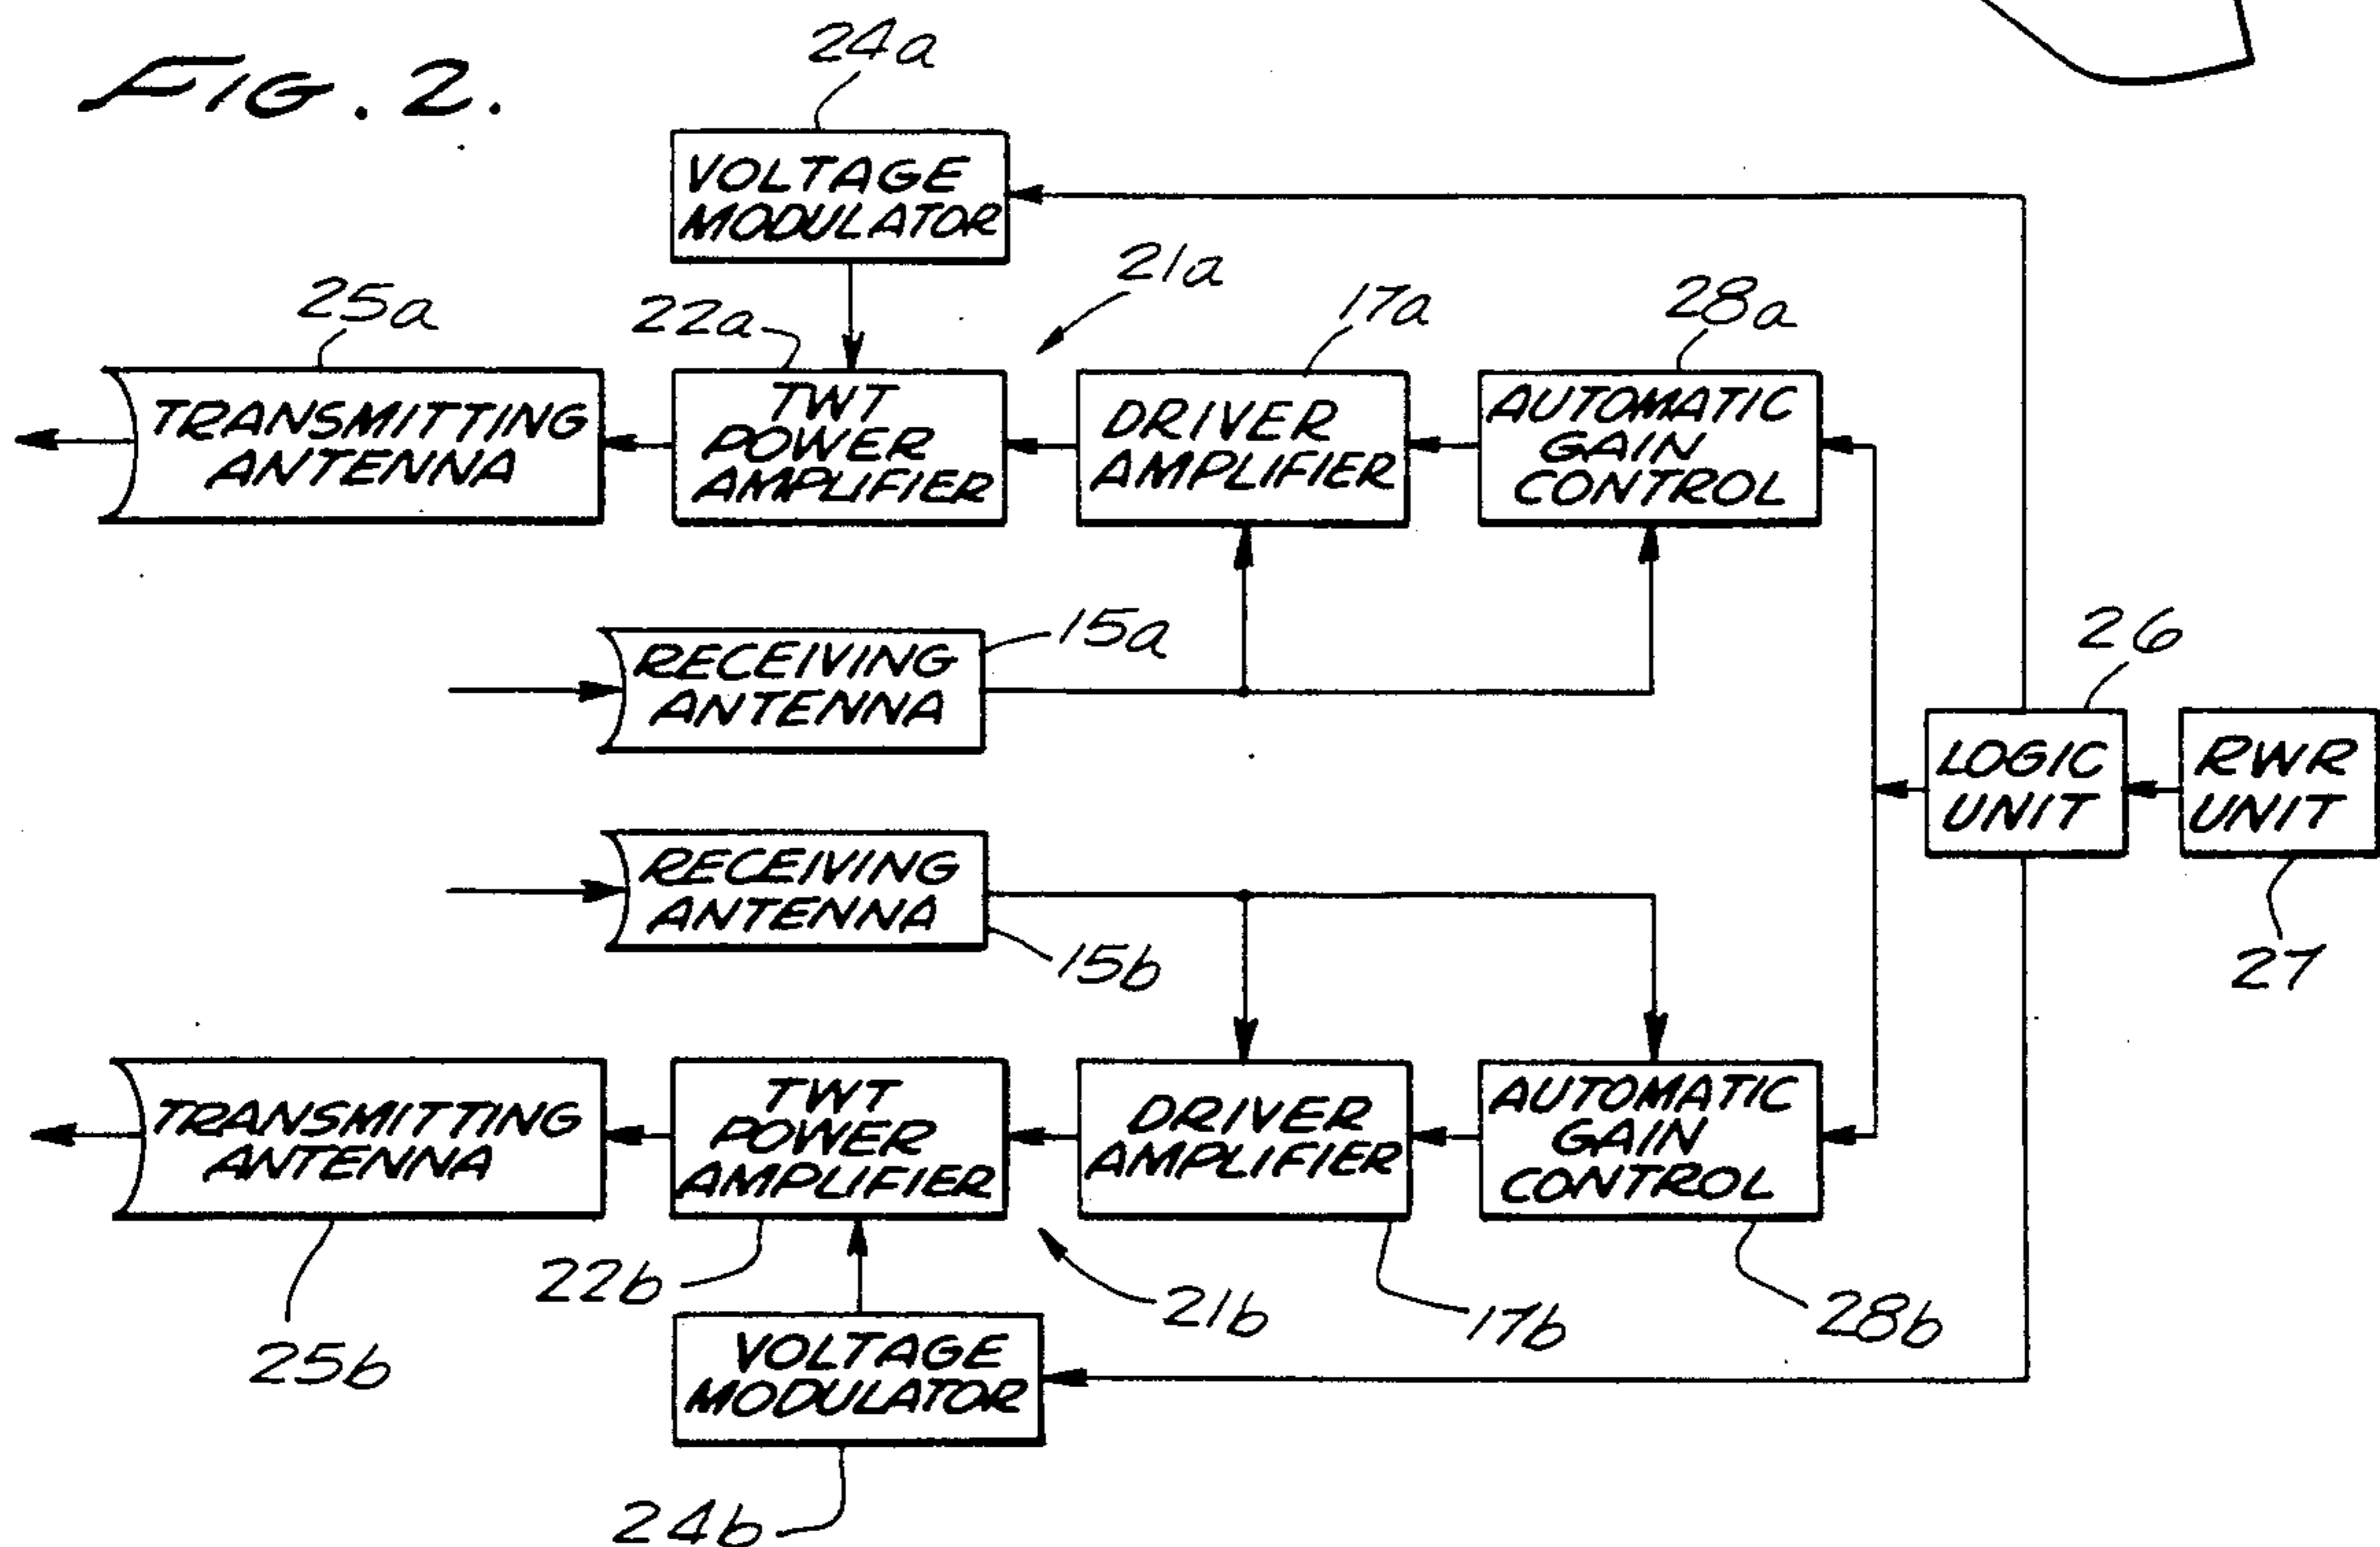 FIG. 2.
24a
VOLTAGE
MODULATOR
21a
25a
22a
17a
28a
TRANSMITTING
ANTENNA
TWT
POWER
AMPLIFIER
DRIVER
AMPLIFIER
AUTOMATIC
GAIN
CONTROL
RECEIVING
ANTENNA
15a
26
LOGIC
UNIT
RWR
UNIT
27
RECEIVING
ANTENNA
15b
TRANSMITTING
ANTENNA
TWT
POWER
AMPLIFIER
DRIVER
AMPLIFIER
AUTOMATIC
GAIN
CONTROL
22b
21b
17b
28b
25b
VOLTAGE
MODULATOR
24b